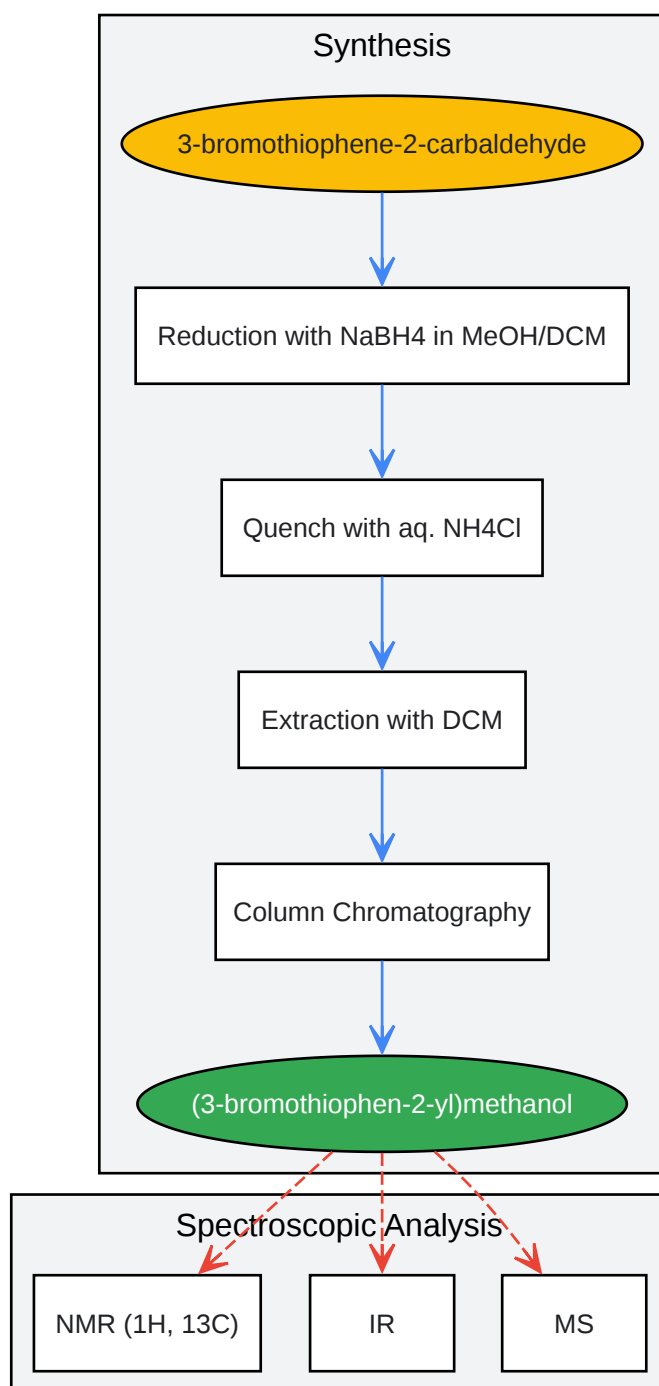 Synthesis
3-bromothiophene-2-carbaldehyde
Reduction with NaBH4 in MeOH/DCM
Quench with aq. NH4Cl
Extraction with DCM
Column Chromatography
(3-bromothiophen-2-yl)methanol
Spectroscopic Analysis
NMR (1H, 13C)
IR
MS